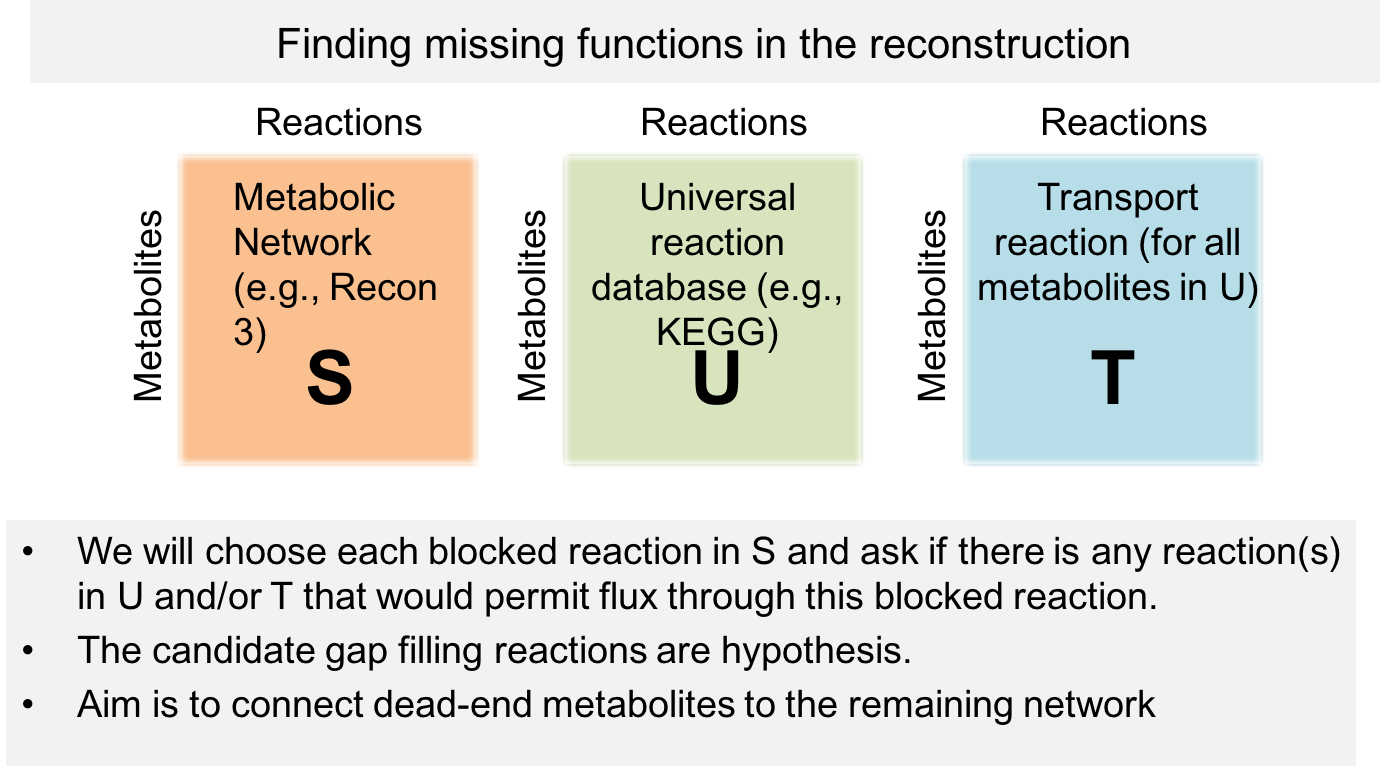 Finding missing functions in the reconstruction
Reactions
Reactions
Reactions
Metabolites
Metabolic
Network
(e.g., Recon
3)
S
Metabolites
Universal
reaction
database (e.g.,
KEGG)
U
Metabolites
Transport
reaction (for all
metabolites in U)
T
• We will choose each blocked reaction in S and ask if there is any reaction(s)
in U and/or T that would permit flux through this blocked reaction.
• The candidate gap filling reactions are hypothesis.
• Aim is to connect dead-end metabolites to the remaining network